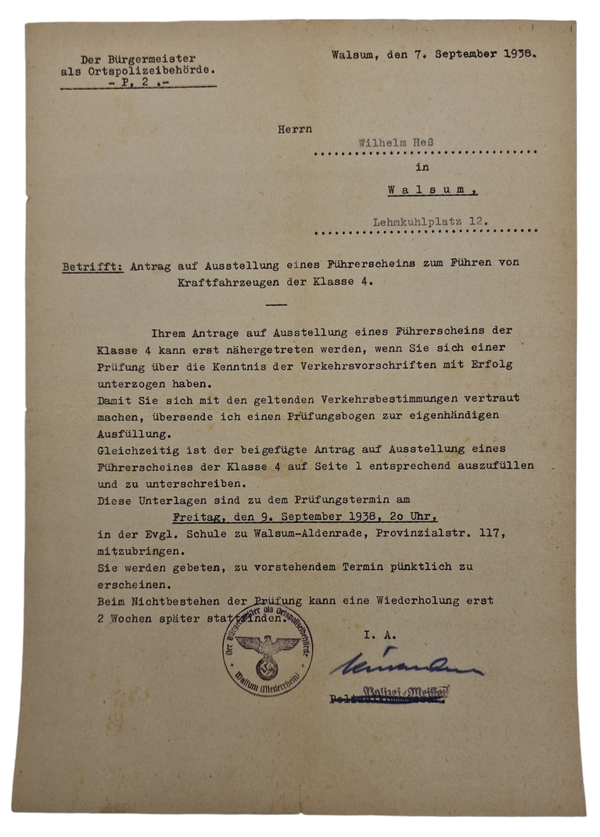 Der Bürgermeister
als Ortspolizeibehörde.
- P. 2 .-
Walsum, den 7. September 1938.
Herrn
Wilhelm Heß
in
Walsum,
Lehmkuhlplatz 12.
Betrifft: Antrag auf Ausstellung eines Führerscheins zum Führen von
Kraftfahrzeugen der Klasse 4.
Ihrem Antrage auf Ausstellung eines Führerscheins der
Klasse 4 kann erst nähergetreten werden, wenn Sie sich einer
Prüfung über die Kenntnis der Verkehrsvorschriften mit Erfolg
unterzogen haben.
Damit Sie sich mit den geltenden Verkehrsbestimmungen vertraut
machen, übersende ich einen Prüfungsbogen zur eigenhändigen
Ausfüllung.
Gleichzeitig ist der beigefügte Antrag auf Ausstellung eines
Führerscheines der Klasse 4 auf Seite 1 entsprechend auszufüllen
und zu unterschreiben.
Diese Unterlagen sind zu dem Prüfungstermin am
Freitag, den 9. September 1938, 2o Uhr,
in der Evgl. Schule zu Walsum-Aldenrade, Provinzialstr. 117,
mitzubringen.
Sie werden gebeten, zu vorstehendem Termin pünktlich zu
erscheinen.
Beim Nichtbestehen der Prüfung kann eine Wiederholung erst
2 Wochen später stattfinden.
Der Bürgermeister als Ortspolizeibehörde
Walsum (Niederrhein)
I. A.
Polizei-Meister